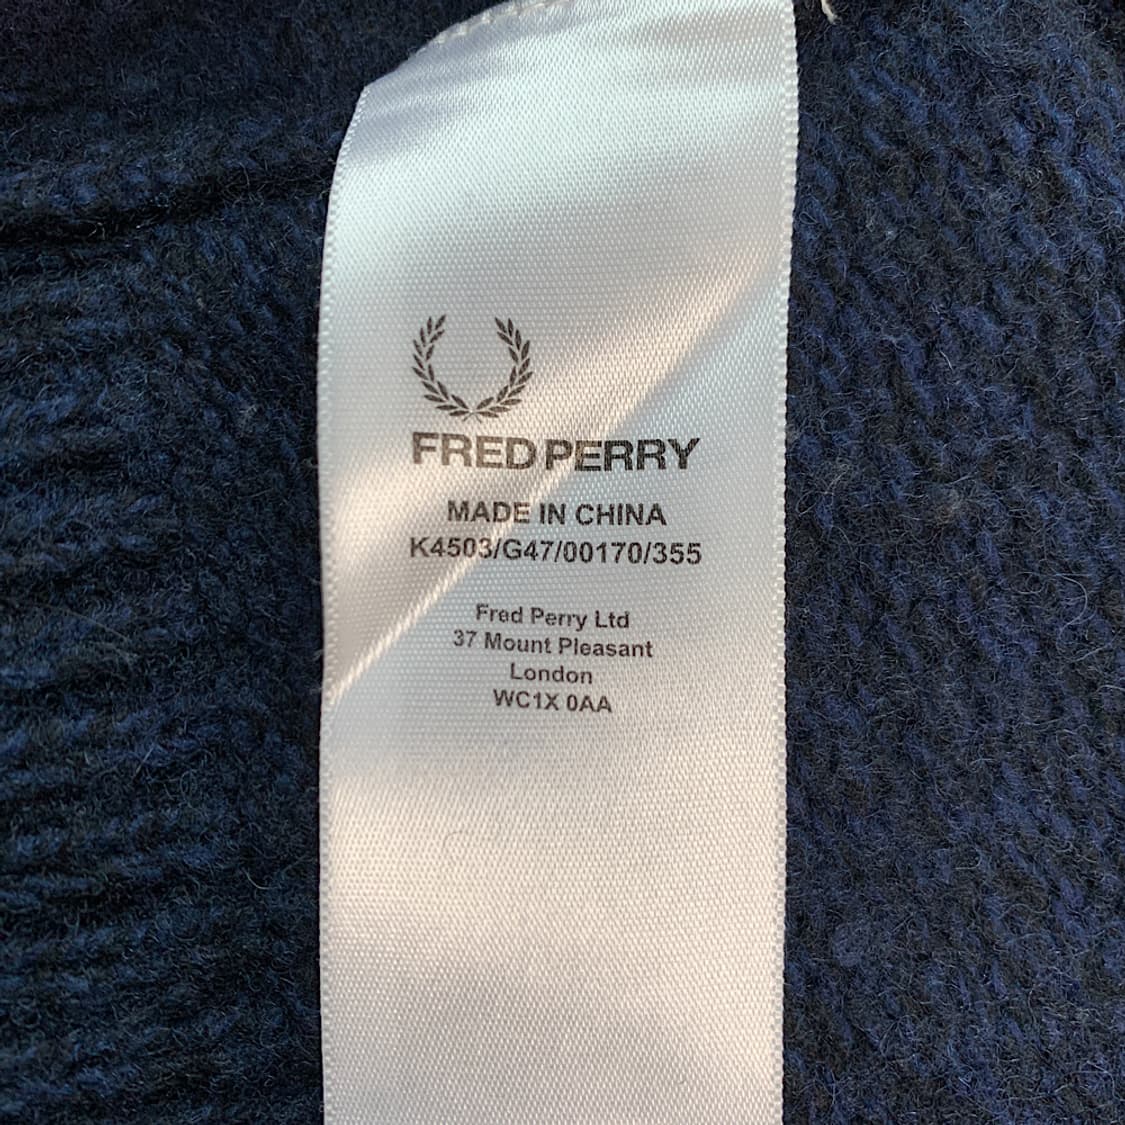 FRED PERRY
MADE IN CHINA
K4503/G47/00170/355
Fred Perry Ltd
37 Mount Pleasant
London
WC1X 0AA